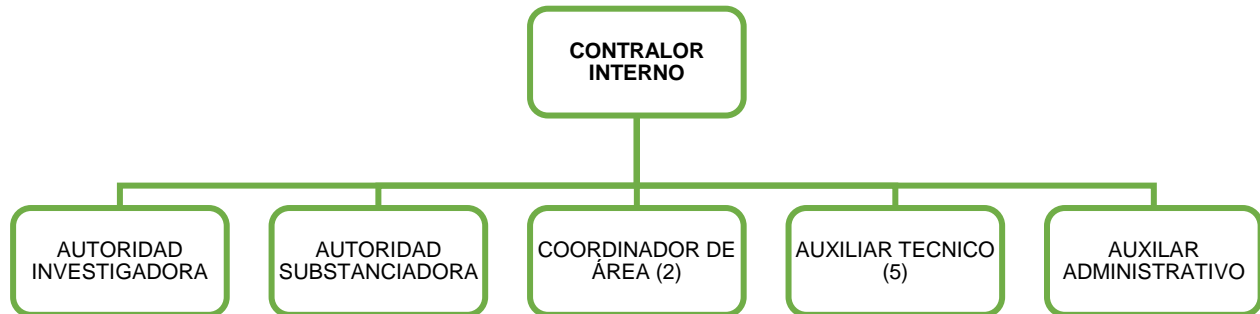 CONTRALOR
INTERNO
AUTORIDAD
INVESTIGADORA
AUTORIDAD
SUBSTANCIADORA
COORDINADOR DE
ÁREA (2)
AUXILIAR TECNICO
(5)
AUXILAR
ADMINISTRATIVO